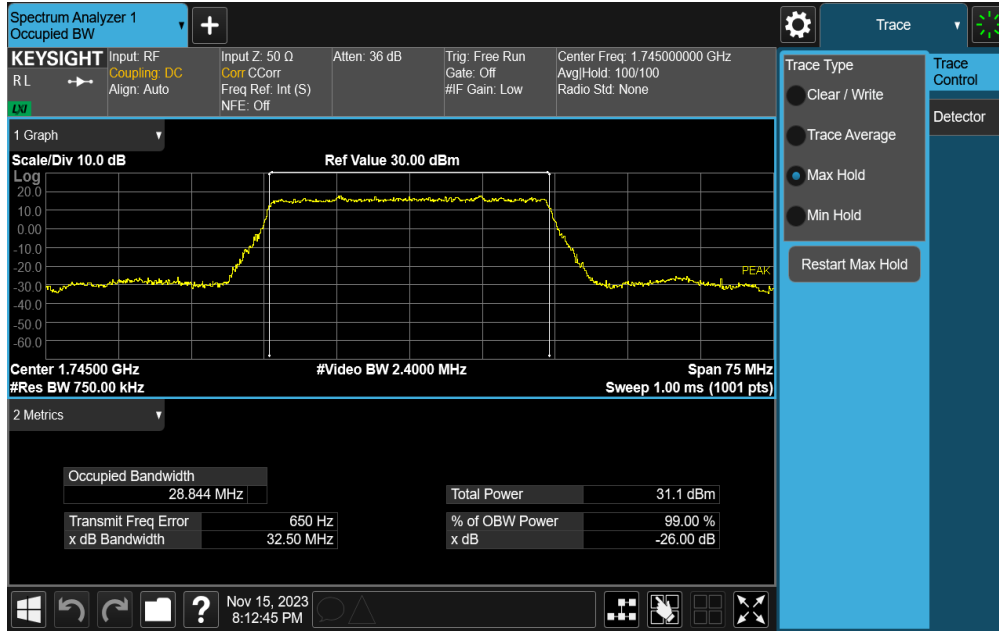 Spectrum Analyzer 1
Occupied BW
+
Trace
KEYSIGHT
R L
LXI
Input: RF
Coupling: DC
Align: Auto
Input Z: 50 Ω
Corr CCorr
Freq Ref: Int (S)
NFE: Off
Atten: 36 dB
Trig: Free Run
Gate: Off
#IF Gain: Low
Center Freq: 1.745000000 GHz
Avg|Hold: 100/100
Radio Std: None
Trace Type
Clear / Write
Trace Average
Max Hold
Min Hold
Restart Max Hold
Trace
Control
Detector
1 Graph
Scale/Div 10.0 dB
Ref Value 30.00 dBm
Log
20.0
10.0
0.00
-10.0
-20.0
-30.0
-40.0
-50.0
-60.0
PEAK
Center 1.74500 GHz
#Video BW 2.4000 MHz
Span 75 MHz
#Res BW 750.00 kHz
Sweep 1.00 ms (1001 pts)
2 Metrics
Occupied Bandwidth
28.844 MHz
Total Power 31.1 dBm
Transmit Freq Error 650 Hz
% of OBW Power 99.00 %
x dB Bandwidth 32.50 MHz
x dB -26.00 dB
?
Nov 15, 2023
8:12:45 PM